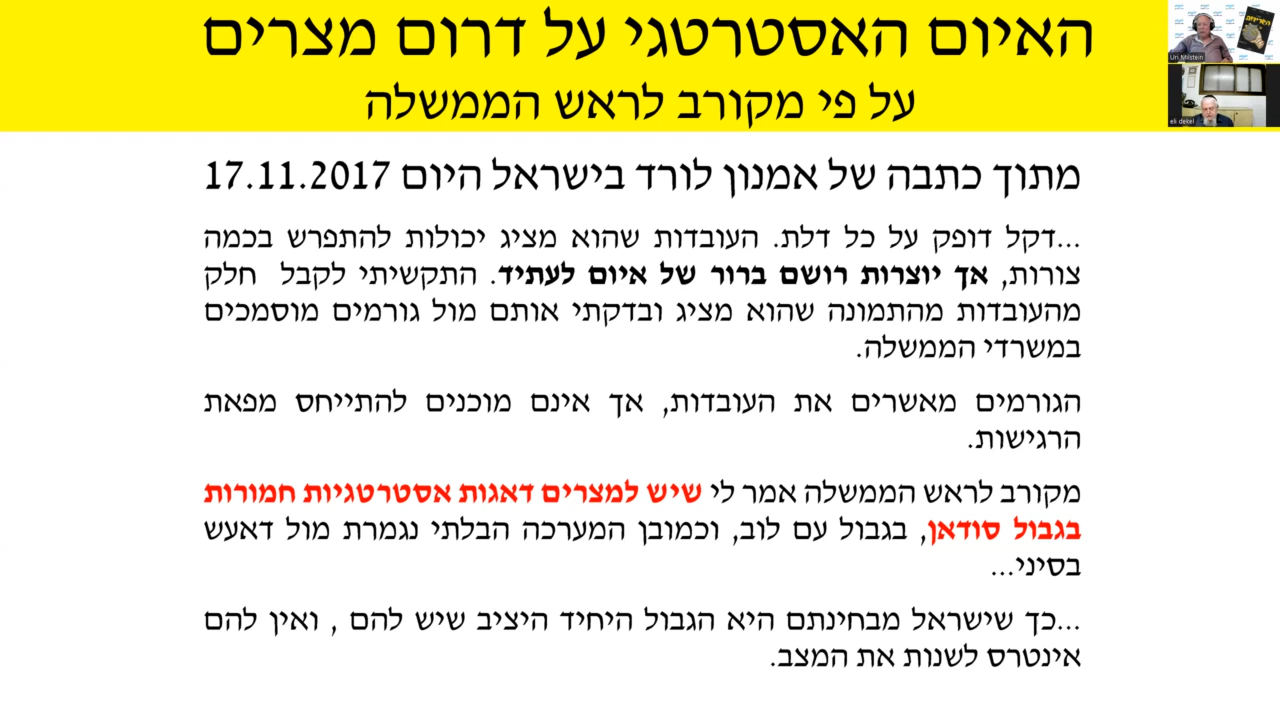 האיום האסטרטגי על דרום מצרים
על פי מקורב לראש הממשלה
מתוך כתבה של אמנון לורד בישראל היום 17.11.2017
...דקל דופק על כל דלת. העובדות שהוא מציג יכולות להתפרש בכמה
צורות, אך יוצרות רושם ברור של איום לעתיד. התקשיתי לקבל חלק
מהעובדות מהתמונה שהוא מציג ובדקתי אותם מול גורמים מוסמכים
במשרדי הממשלה.
הגורמים מאשרים את העובדות, אך אינם מוכנים להתייחס מפאת
הרגישות.
מקורב לראש הממשלה אמר לי שיש למצרים דאגות אסטרטגיות חמורות
בגבול סודאן, בגבול עם לוב, וכמובן המערכה הבלתי נגמרת מול דאעש
בסיני...
...כך שישראל מבחינתם היא הגבול היחיד היציב שיש להם , ואין להם
אינטרס לשנות את המצב.
Uri Milstein
eli dekel